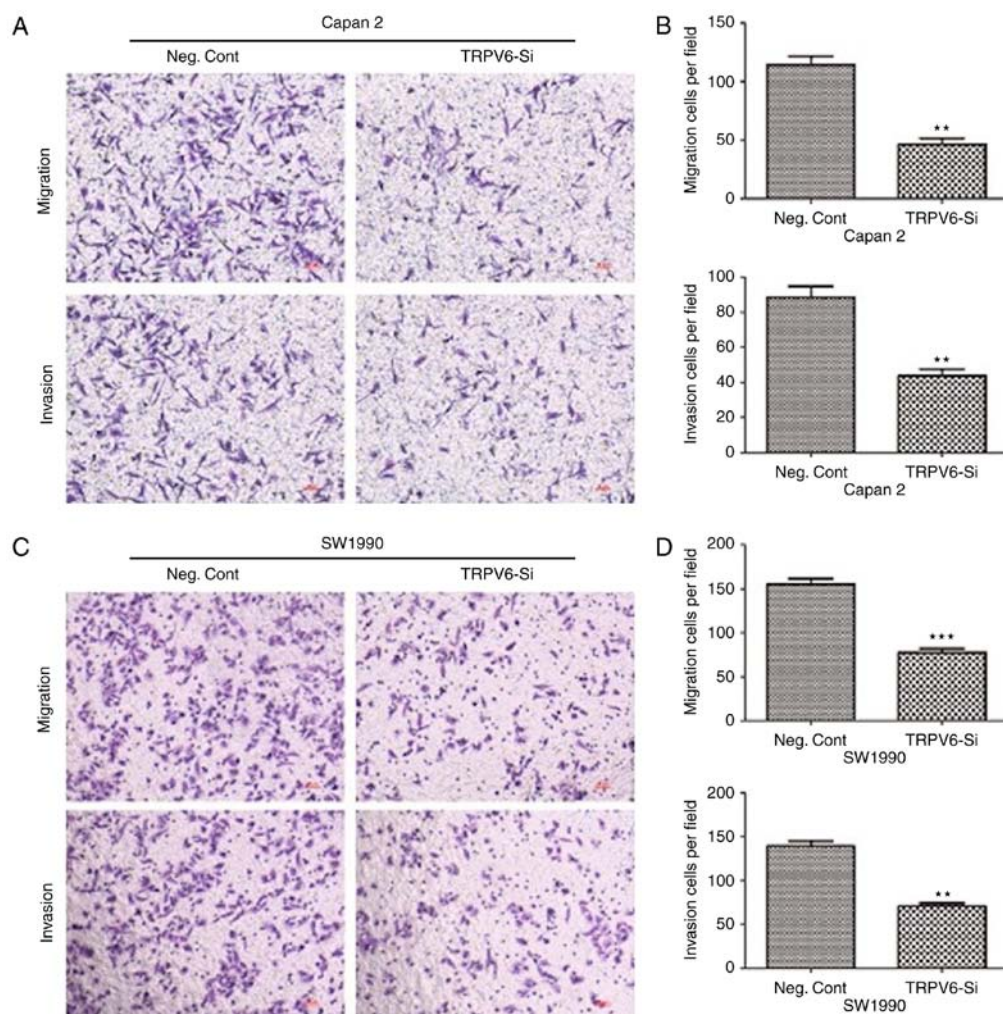 A
Capan 2
Neg. Cont
TRPV6-Si
Migration
Invasion
B
Migration cells per field
150
100
50
0
Neg. Cont
TRPV6-Si
Capan 2
★★
Invasion cells per field
100
80
60
40
20
0
Neg. Cont
TRPV6-Si
Capan 2
★★
C
SW1990
Neg. Cont
TRPV6-Si
Migration
Invasion
D
Migration cells per field
200
150
100
50
0
Neg. Cont
TRPV6-Si
SW1990
★★★
Invasion cells per field
200
150
100
50
0
Neg. Cont
TRPV6-Si
SW1990
★★